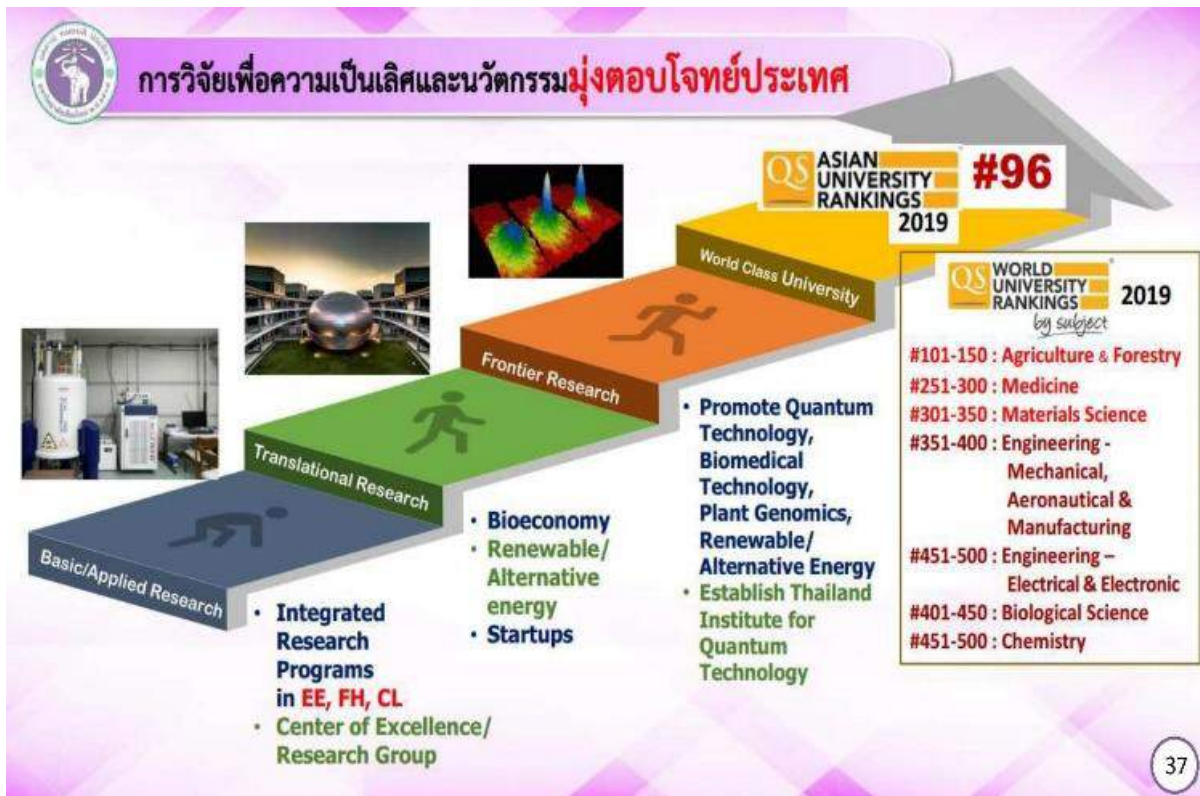 การวิจัยเพื่อความเป็นเลิศและนวัตกรรมมุ่งตอบโจทย์ประเทศ
QS ASIAN
UNIVERSITY
RANKINGS
#96
2019
World Class University
Frontier Research
Translational Research
Basic/Applied Research
QS WORLD
UNIVERSITY
RANKINGS
by subject
2019
#101-150 : Agriculture & Forestry
#251-300 : Medicine
#301-350 : Materials Science
#351-400 : Engineering -
Mechanical,
Aeronautical &
Manufacturing
#451-500 : Engineering –
Electrical & Electronic
#401-450 : Biological Science
#451-500 : Chemistry
• Promote Quantum
Technology,
Biomedical
Technology,
Plant Genomics,
Renewable/
Alternative Energy
• Establish Thailand
Institute for
Quantum
Technology
• Bioeconomy
• Renewable/
Alternative
energy
• Startups
• Integrated
Research
Programs
in EE, FH, CL
• Center of Excellence/
Research Group
37